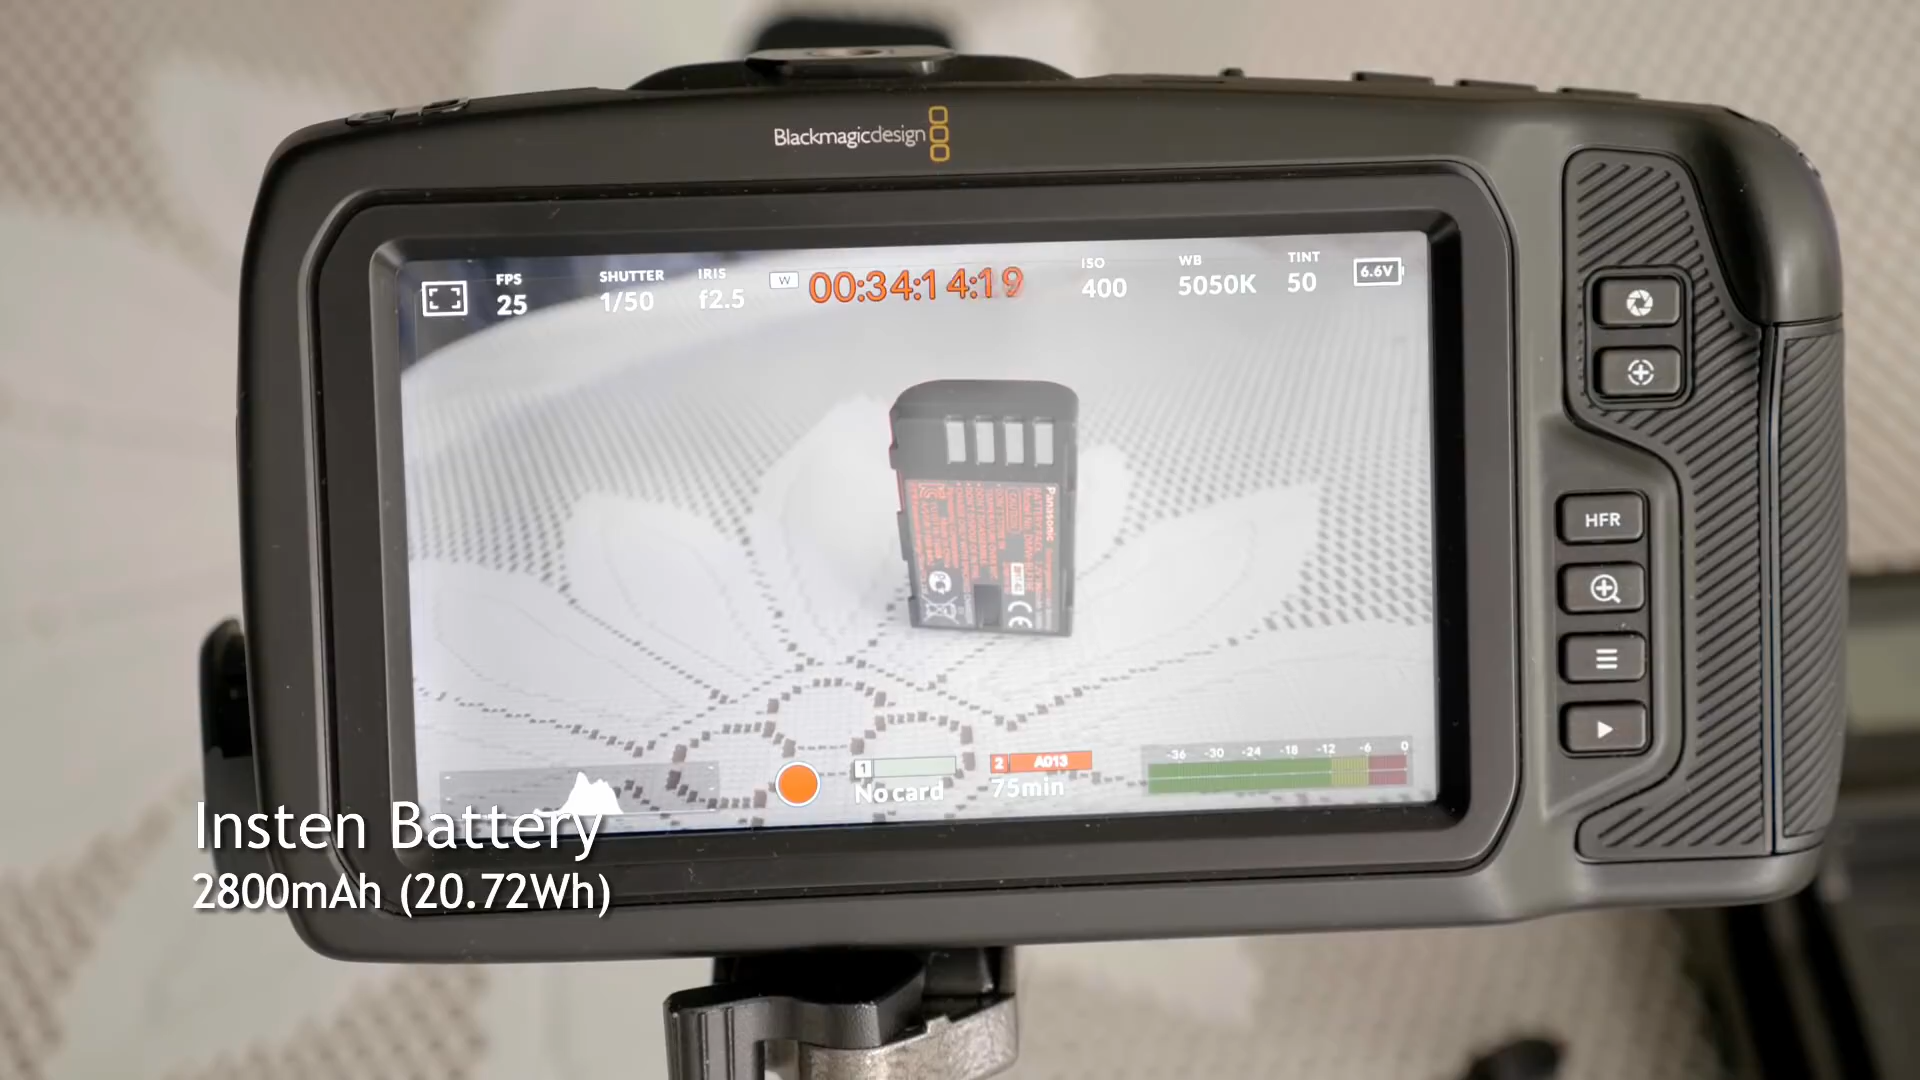 Blackmagicdesign
FPS
25
SHUTTER
1/50
IRIS
f2.5
W
00:34:14:19
ISO
400
WB
5050K
TINT
50
6.6V
Panasonic
CE
1
No card
2
A013
75min
-36 -30 -24 -18 -12 -6 0
HFR
Insten Battery
2800mAh (20.72Wh)